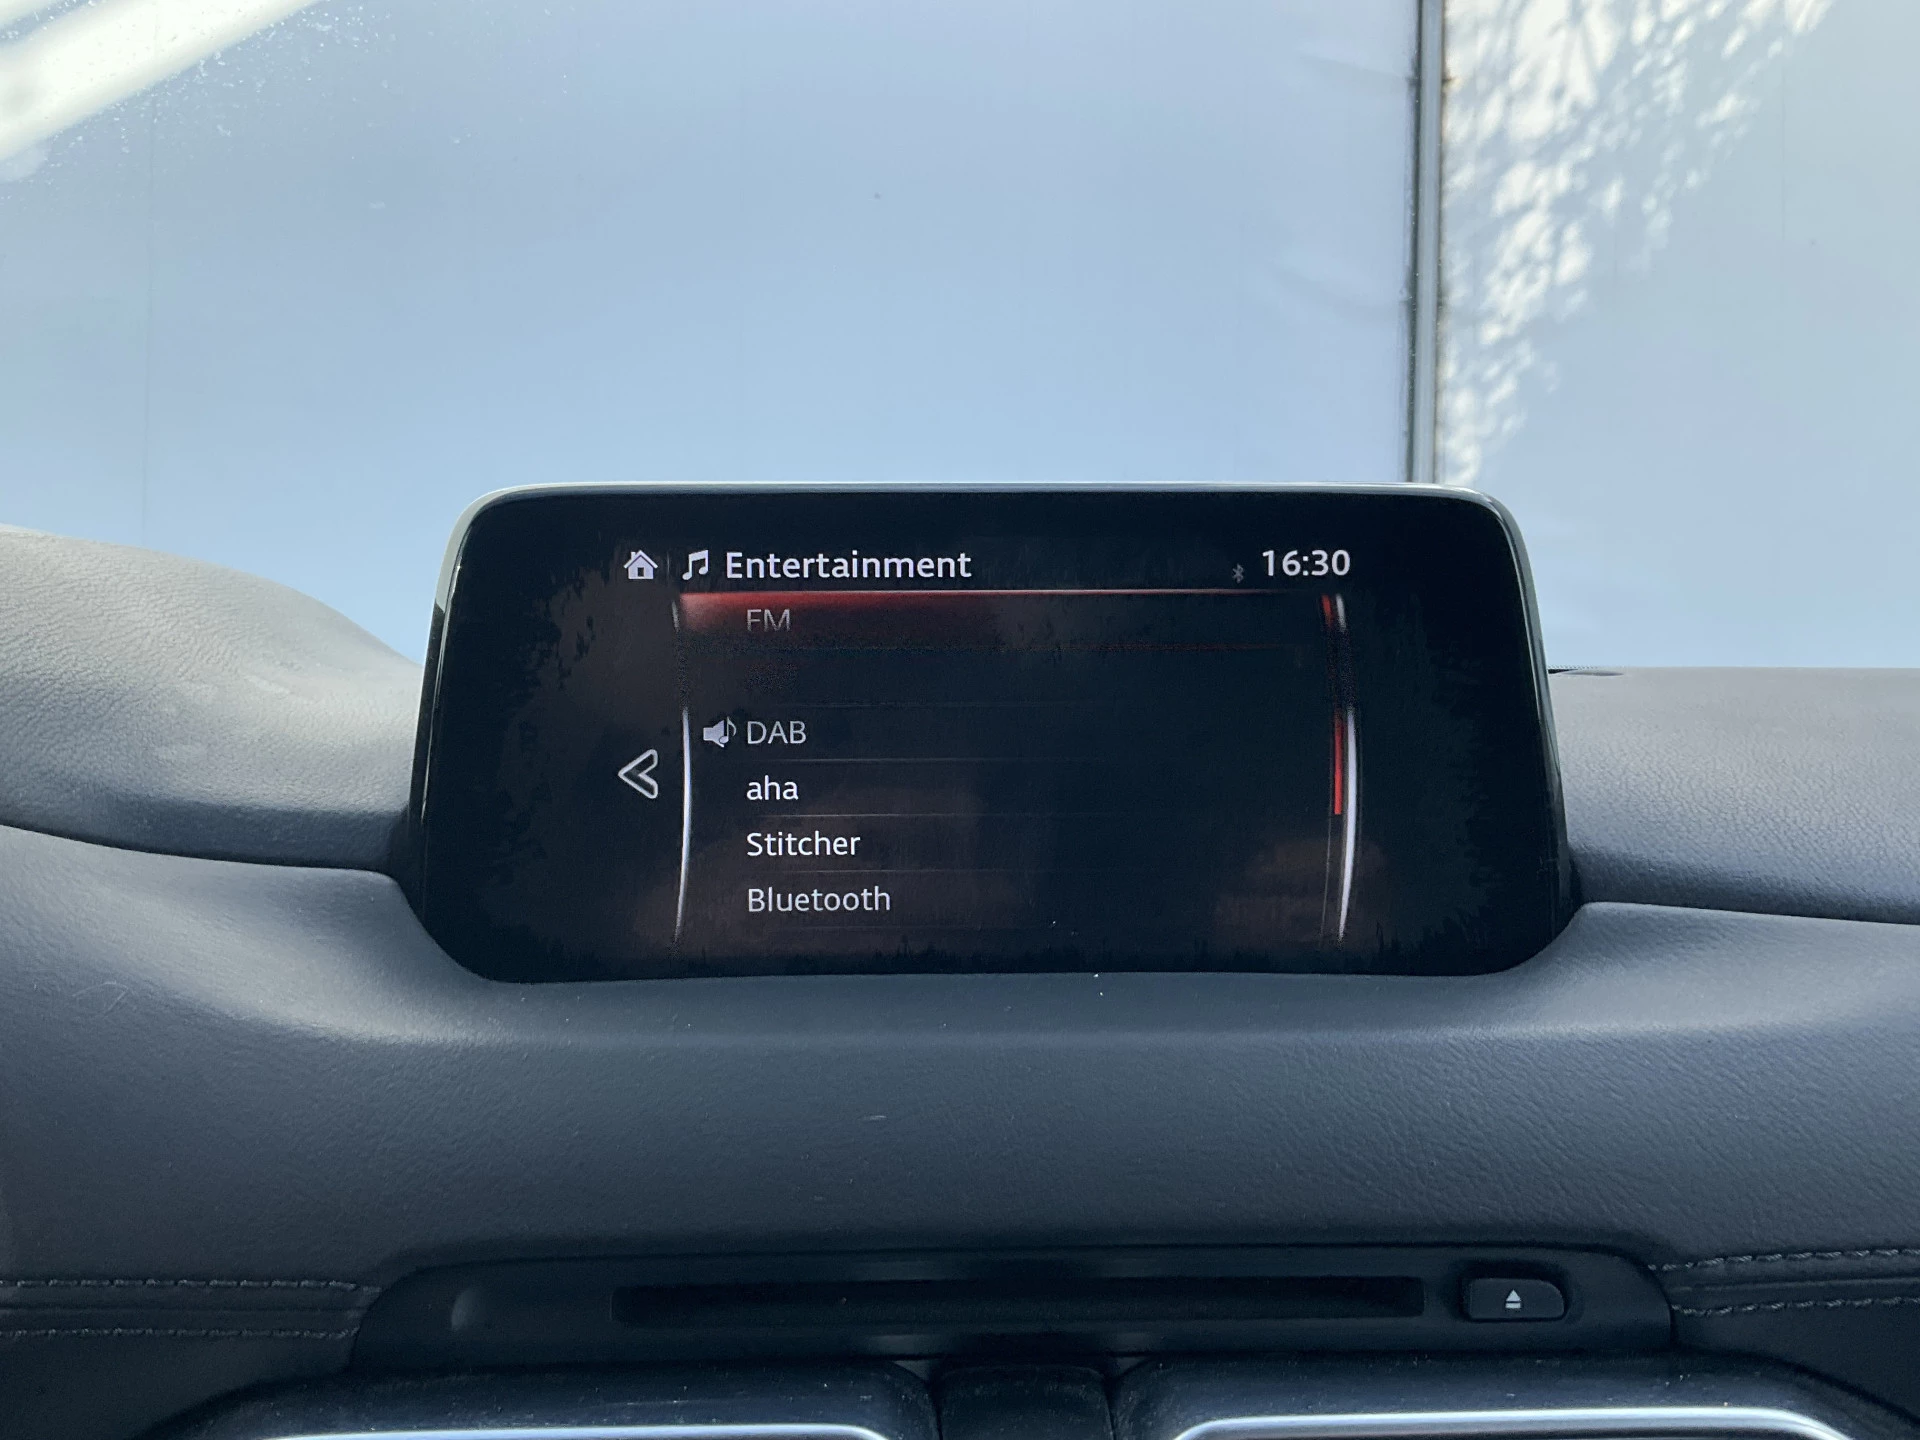 Entertainment
16:30
FM
DAB
aha
Stitcher
Bluetooth